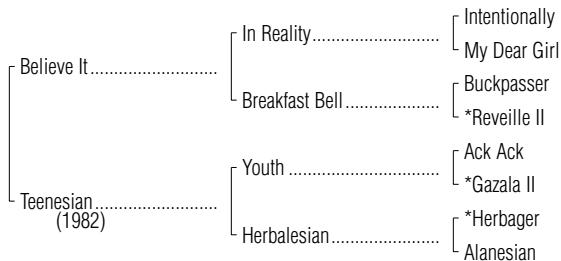 Intentionally
In Reality..............................
My Dear Girl
Believe It..............................
Buckpasser
Breakfast Bell......................
*Reveille II
Ack Ack
Youth ...................................
*Gazala II
Teenesian.............................
(1982)
*Herbager
Herbalesian.........................
Alanesian